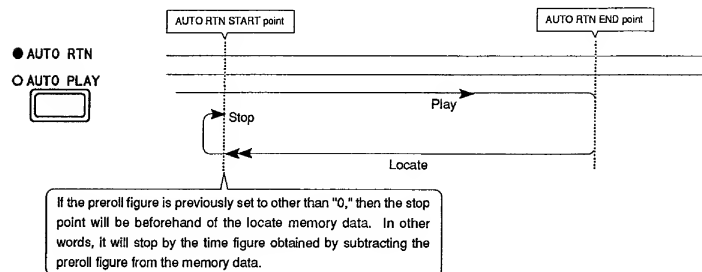 AUTO RTN START point
AUTO RTN END point
AUTO RTN
AUTO PLAY
Play
Stop
Locate
If the preroll figure is previously set to other than "0," then the stop
point will be beforehand of the locate memory data. In other
words, it will stop by the time figure obtained by subtracting the
preroll figure from the memory data.